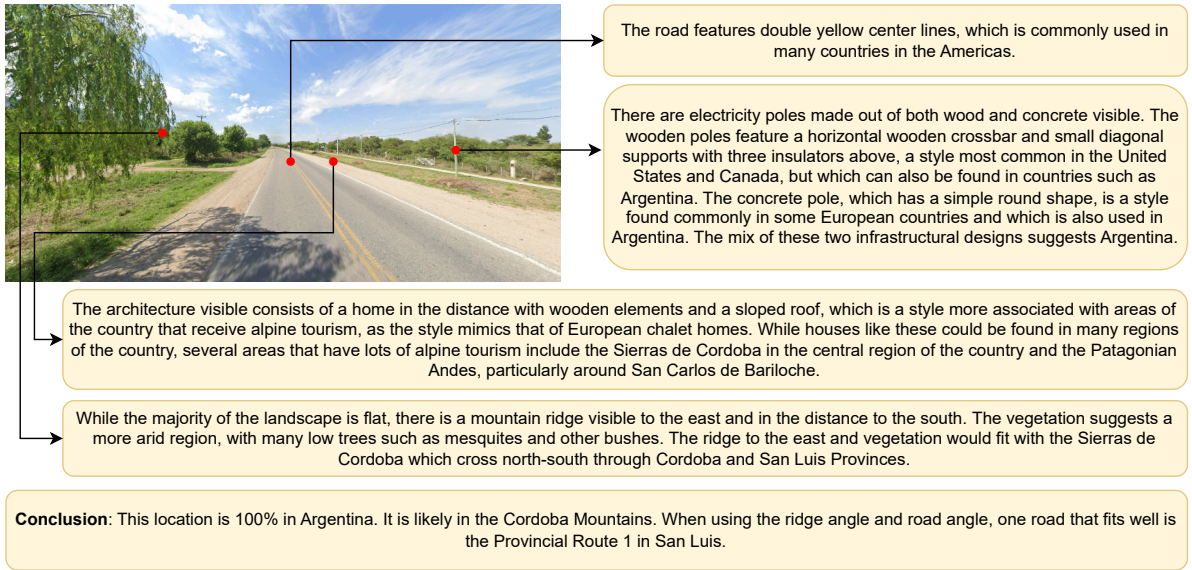 The road features double yellow center lines, which is commonly used in
many countries in the Americas.
There are electricity poles made out of both wood and concrete visible. The
wooden poles feature a horizontal wooden crossbar and small diagonal
supports with three insulators above, a style most common in the United
States and Canada, but which can also be found in countries such as
Argentina. The concrete pole, which has a simple round shape, is a style
found commonly in some European countries and which is also used in
Argentina. The mix of these two infrastructural designs suggests Argentina.
The architecture visible consists of a home in the distance with wooden elements and a sloped roof, which is a style more associated with areas of
the country that receive alpine tourism, as the style mimics that of European chalet homes. While houses like these could be found in many regions
of the country, several areas that have lots of alpine tourism include the Sierras de Cordoba in the central region of the country and the Patagonian
Andes, particularly around San Carlos de Bariloche.
While the majority of the landscape is flat, there is a mountain ridge visible to the east and in the distance to the south. The vegetation suggests a
more arid region, with many low trees such as mesquites and other bushes. The ridge to the east and vegetation would fit with the Sierras de
Cordoba which cross north-south through Cordoba and San Luis Provinces.
Conclusion: This location is 100% in Argentina. It is likely in the Cordoba Mountains. When using the ridge angle and road angle, one road that fits well is
the Provincial Route 1 in San Luis.